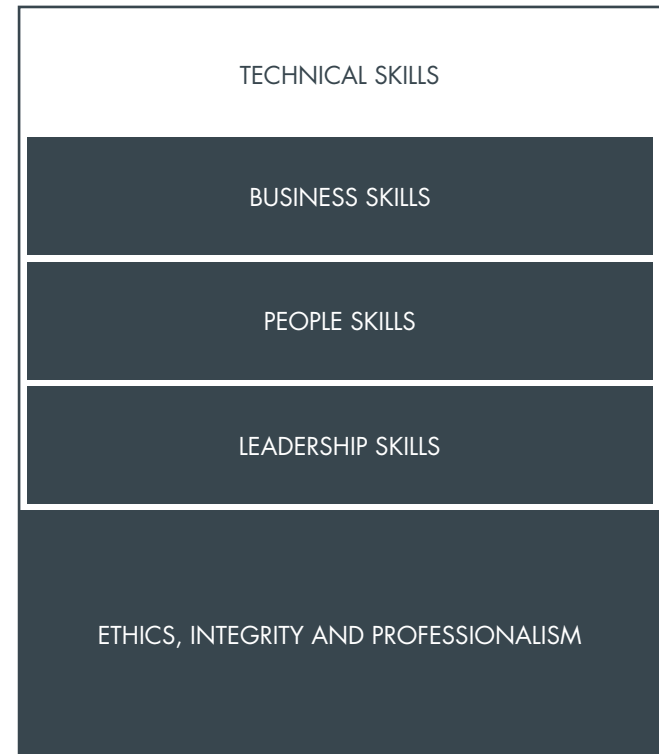 TECHNICAL SKILLS
BUSINESS SKILLS
PEOPLE SKILLS
LEADERSHIP SKILLS
ETHICS, INTEGRITY AND PROFESSIONALISM